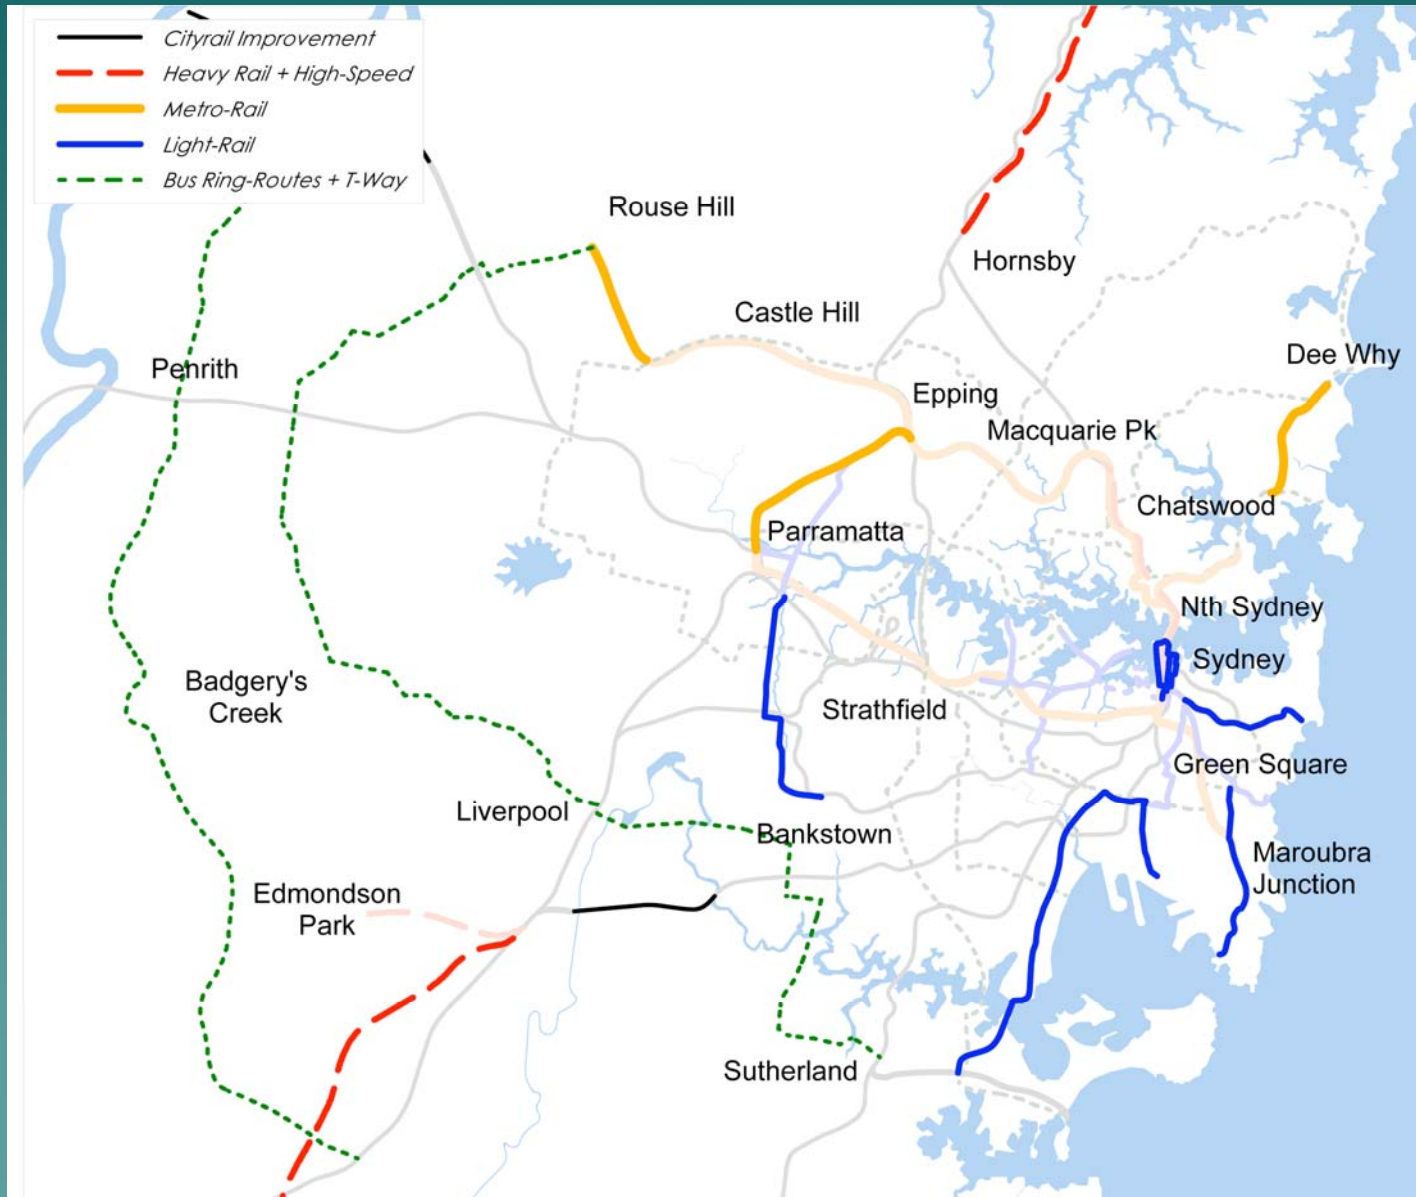 Cityrail Improvement
Heavy Rail + High-Speed
Metro-Rail
Light-Rail
Bus Ring-Routes + T-Way
Rouse Hill
Hornsby
Castle Hill
Dee Why
Penrith
Epping
Macquarie Pk
Chatswood
Parramatta
Nth Sydney
Sydney
Badgery's
Creek
Strathfield
Green Square
Liverpool
Bankstown
Maroubra
Junction
Edmondson
Park
Sutherland